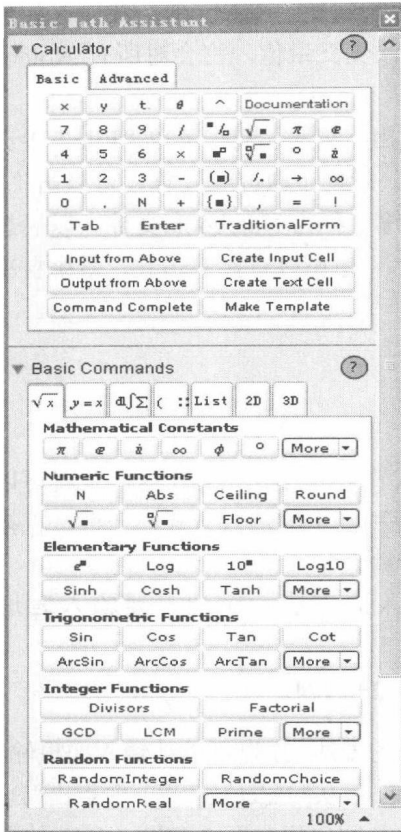 Basic Math Assistant
Calculator ?
Basic Advanced
x y t θ ^ Documentation
7 8 9 / ▪/▫ √▪ π ⅇ
4 5 6 × ▪▫ ▫√▪ ° ⅈ
1 2 3 - (▪) /. → ∞
0 . N + {▪} , = !
Tab Enter TraditionalForm
Input from Above Create Input Cell
Output from Above Create Text Cell
Command Complete Make Template
Basic Commands ?
√x y=x d∫∑ ( :: List 2D 3D
Mathematical Constants
π ⅇ ⅈ ∞ ϕ ° More
Numeric Functions
N Abs Ceiling Round
√▪ ▫√▪ Floor More
Elementary Functions
ⅇ▪ Log 10▪ Log10
Sinh Cosh Tanh More
Trigonometric Functions
Sin Cos Tan Cot
ArcSin ArcCos ArcTan More
Integer Functions
Divisors Factorial
GCD LCM Prime More
Random Functions
RandomInteger RandomChoice
RandomReal More
100%